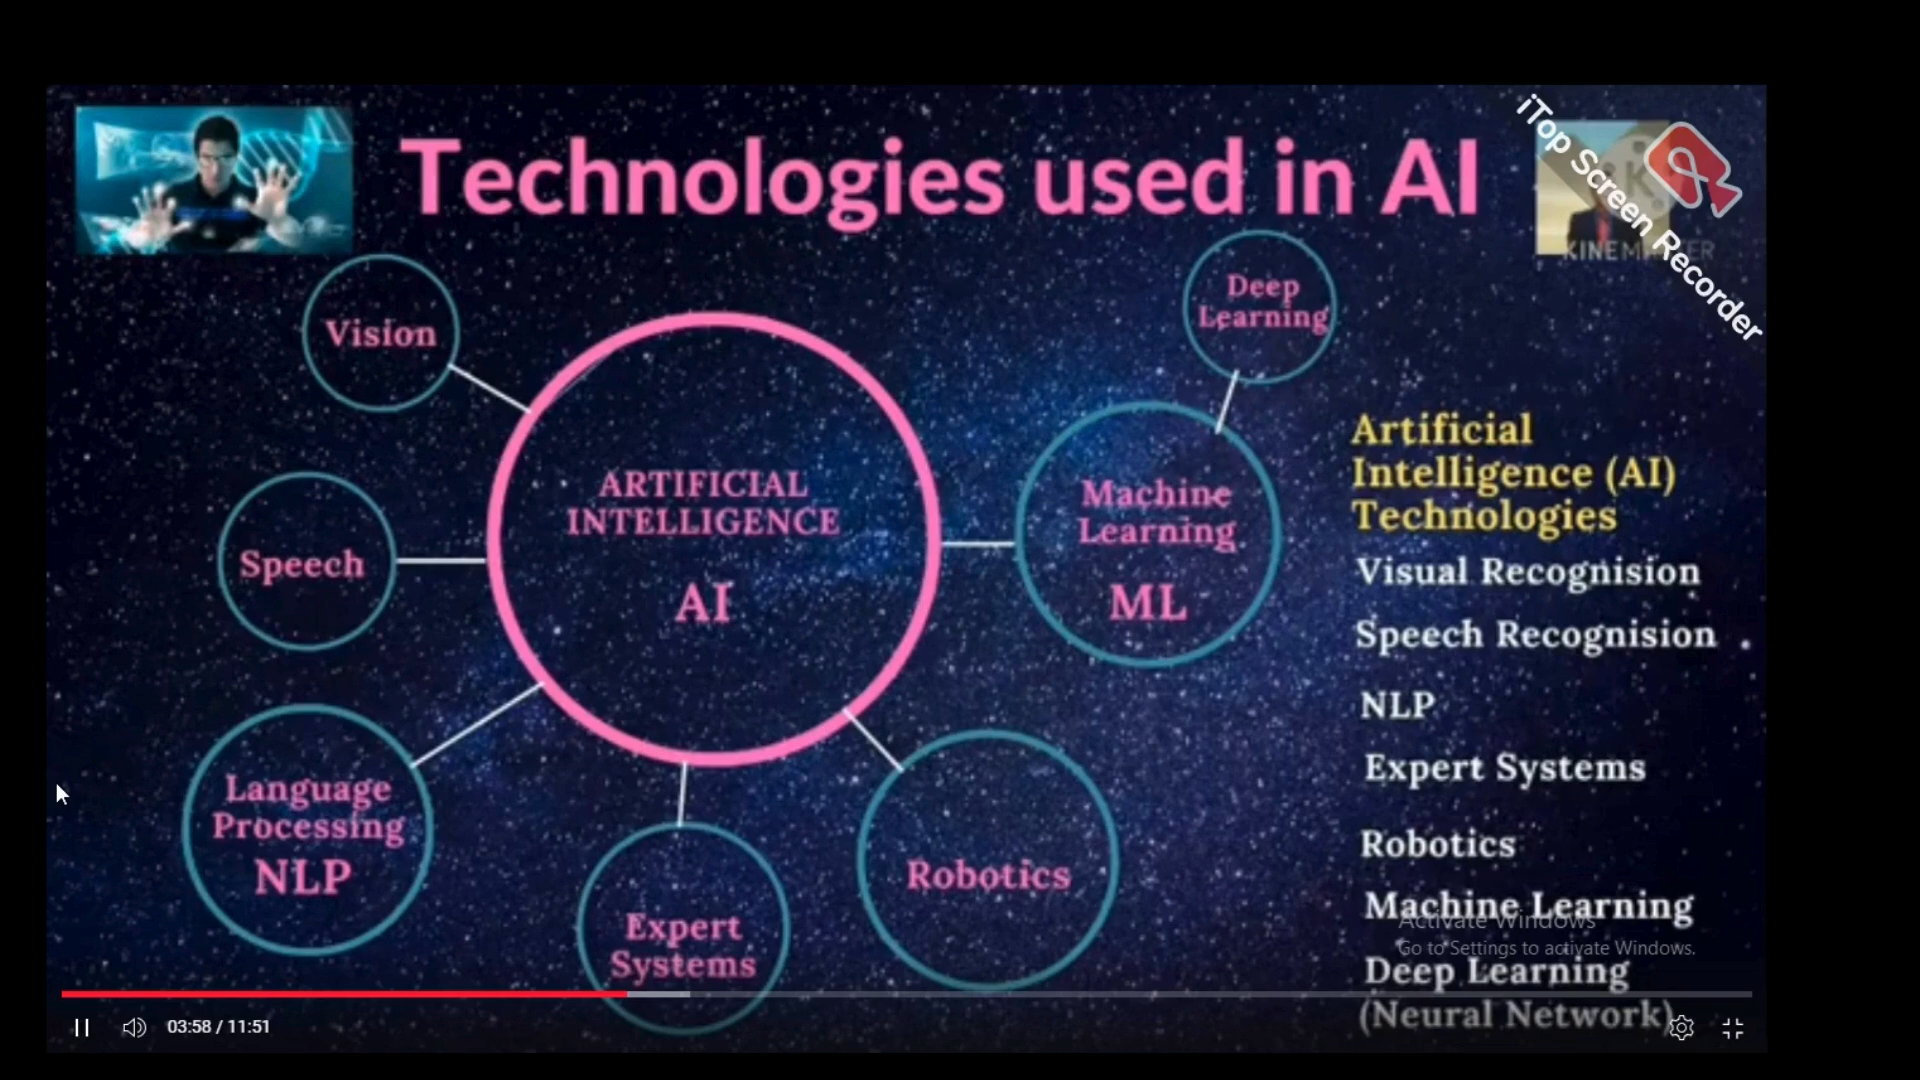 Technologies used in AI
iTop Screen Recorder
KINEMASTER
Deep
Learning
Vision
ARTIFICIAL
INTELLIGENCE
AI
Machine
Learning
ML
Speech
Language
Processing
NLP
Expert
Systems
Robotics
Artificial
Intelligence (AI)
Technologies
Visual Recognision
Speech Recognision .
NLP
Expert Systems
Robotics
Machine Learning
Activate Windows
Go to Settings to activate Windows.
Deep Learning
(Neural Network)
03:58 / 11:51